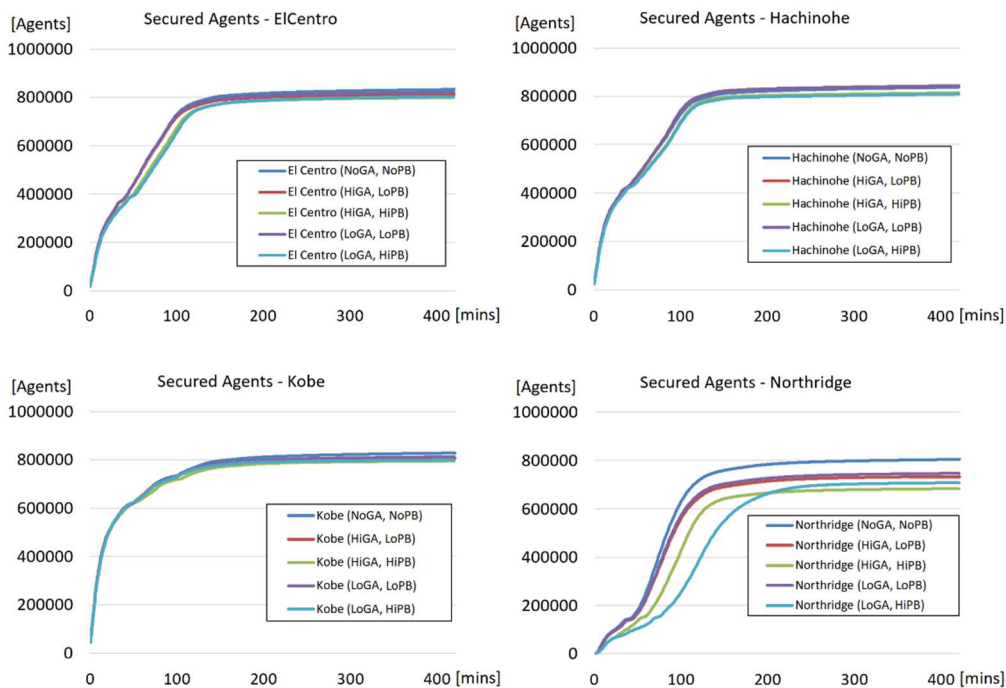 [Agents]
Secured Agents - ElCentro
1000000
800000
600000
400000
200000
0
El Centro (NoGA, NoPB)
El Centro (HiGA, LoPB)
El Centro (HiGA, HiPB)
El Centro (LoGA, LoPB)
El Centro (LoGA, HiPB)
0 100 200 300 400 [mins]
[Agents]
Secured Agents - Hachinohe
1000000
800000
600000
400000
200000
0
Hachinohe (NoGA, NoPB)
Hachinohe (HiGA, LoPB)
Hachinohe (HiGA, HiPB)
Hachinohe (LoGA, LoPB)
Hachinohe (LoGA, HiPB)
0 100 200 300 400 [mins]
[Agents]
Secured Agents - Kobe
1000000
800000
600000
400000
200000
0
Kobe (NoGA, NoPB)
Kobe (HiGA, LoPB)
Kobe (HiGA, HiPB)
Kobe (LoGA, LoPB)
Kobe (LoGA, HiPB)
0 100 200 300 400 [mins]
[Agents]
Secured Agents - Northridge
1000000
800000
600000
400000
200000
0
Northridge (NoGA, NoPB)
Northridge (HiGA, LoPB)
Northridge (HiGA, HiPB)
Northridge (LoGA, LoPB)
Northridge (LoGA, HiPB)
0 100 200 300 400 [mins]